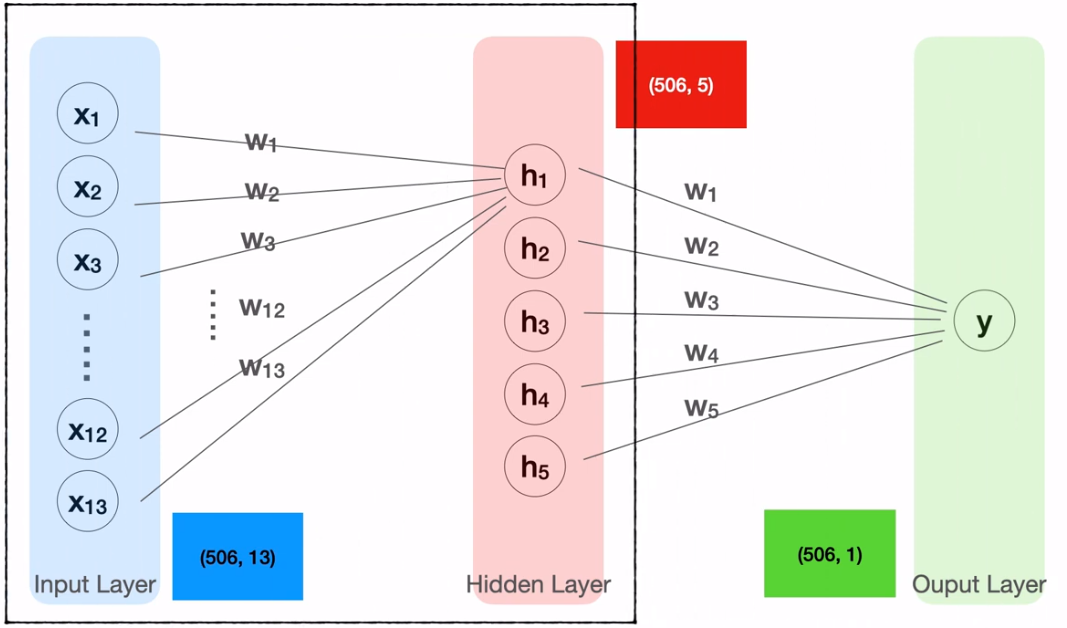 x1
x2
x3
x12
x13
Input Layer
w1
w2
w3
w12
w13
(506, 13)
h1
h2
h3
h4
h5
Hidden Layer
(506, 5)
w1
w2
w3
w4
w5
(506, 1)
y
Ouput Layer